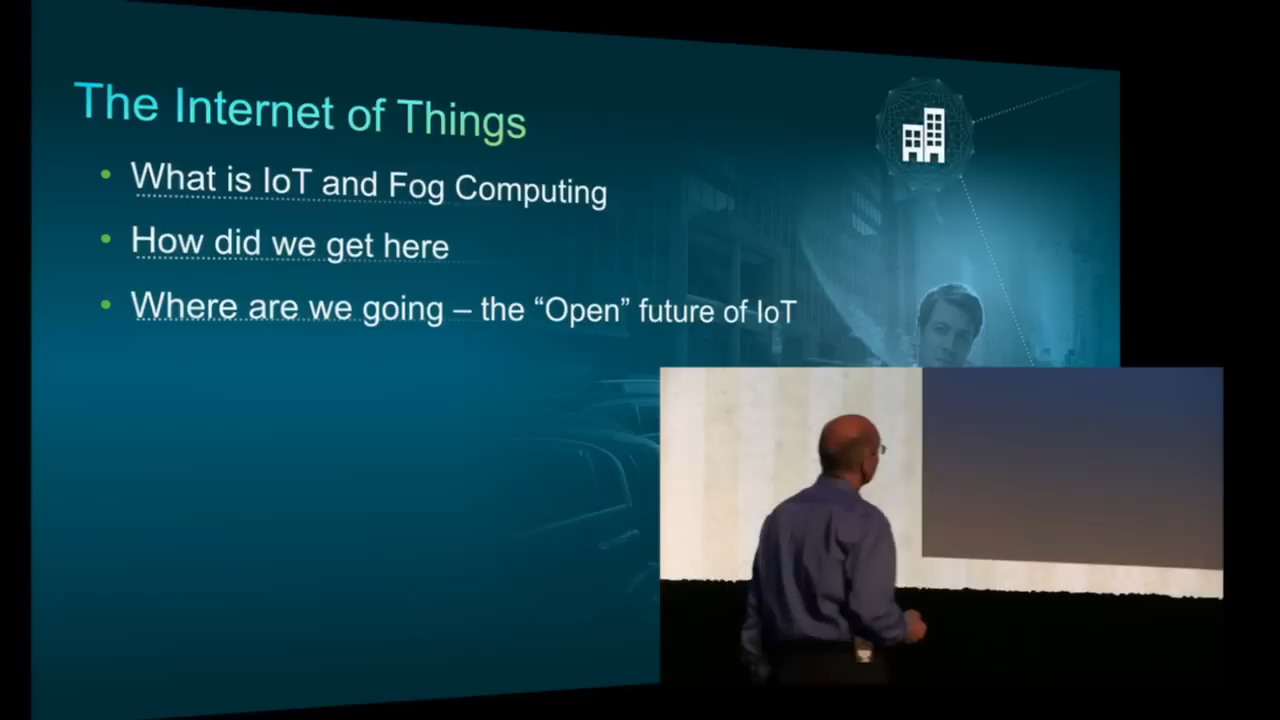 The Internet of Things
What is IoT and Fog Computing
How did we get here
Where are we going – the “Open” future of IoT